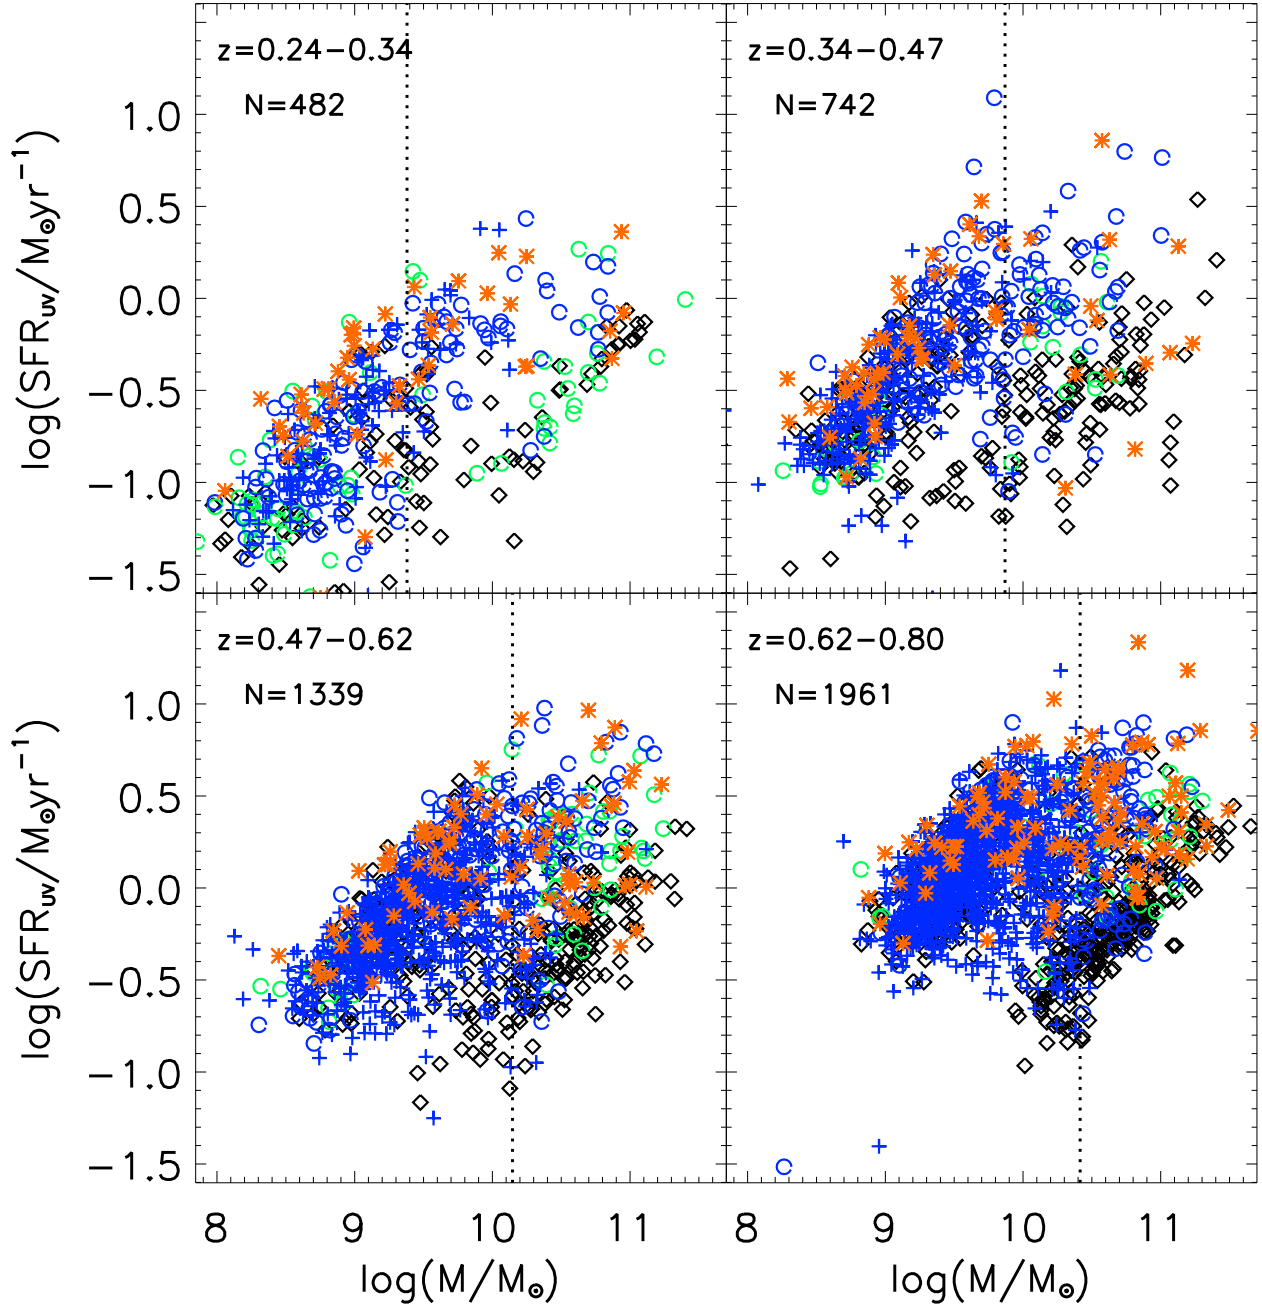 z=0.24−0.34
N=482
z=0.34−0.47
N=742
1.0
0.5
0.0
−0.5
−1.0
−1.5
log(SFR_uv/M⊙yr⁻¹)
z=0.47−0.62
N=1339
z=0.62−0.80
N=1961
1.0
0.5
0.0
−0.5
−1.0
−1.5
log(SFR_uv/M⊙yr⁻¹)
8 9 10 11 8 9 10 11
log(M/M⊙) log(M/M⊙)